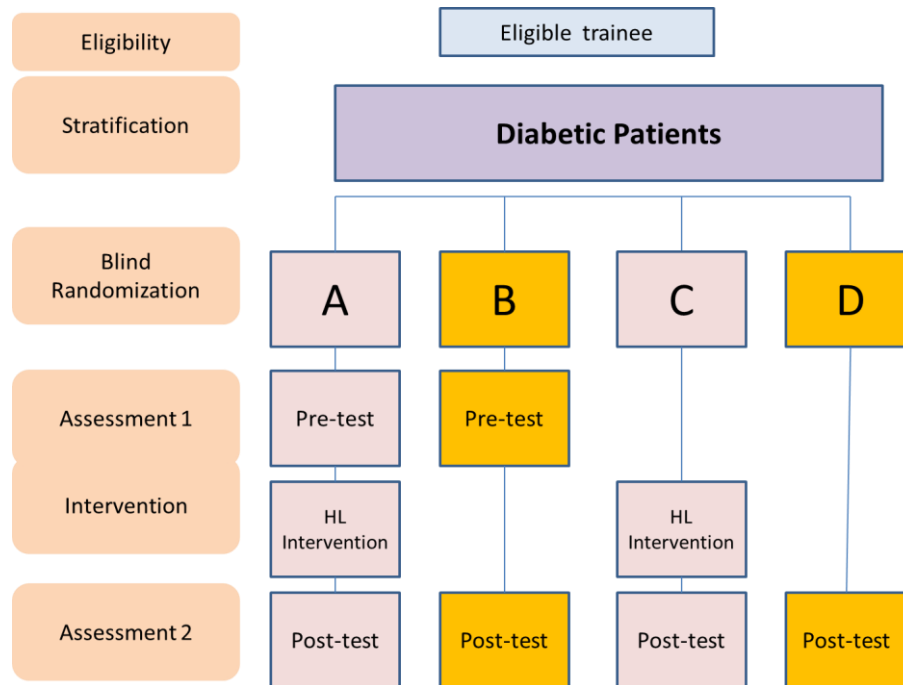 Eligibility
Eligible trainee
Stratification
Diabetic Patients
Blind
Randomization
A
B
C
D
Assessment 1
Pre-test
Pre-test
Intervention
HL
Intervention
HL
Intervention
Assessment 2
Post-test
Post-test
Post-test
Post-test